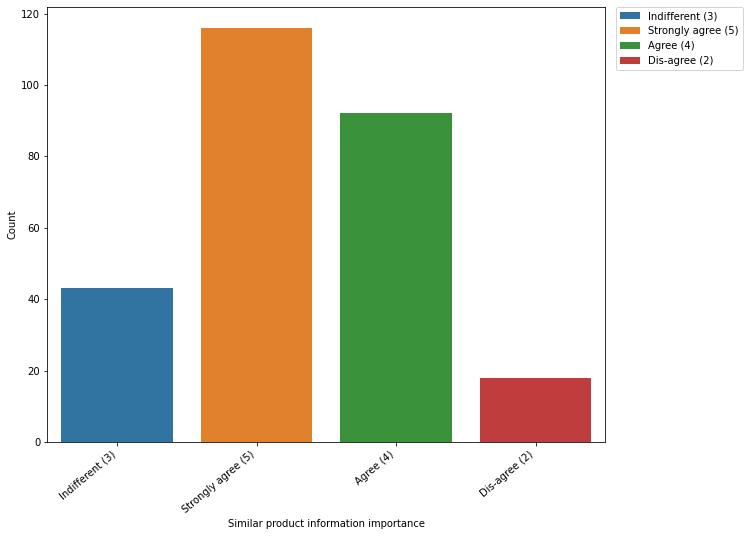 120
100
80
60
40
20
0
Count
Indifferent (3)
Strongly agree (5)
Agree (4)
Dis-agree (2)
Similar product information importance
Indifferent (3)
Strongly agree (5)
Agree (4)
Dis-agree (2)